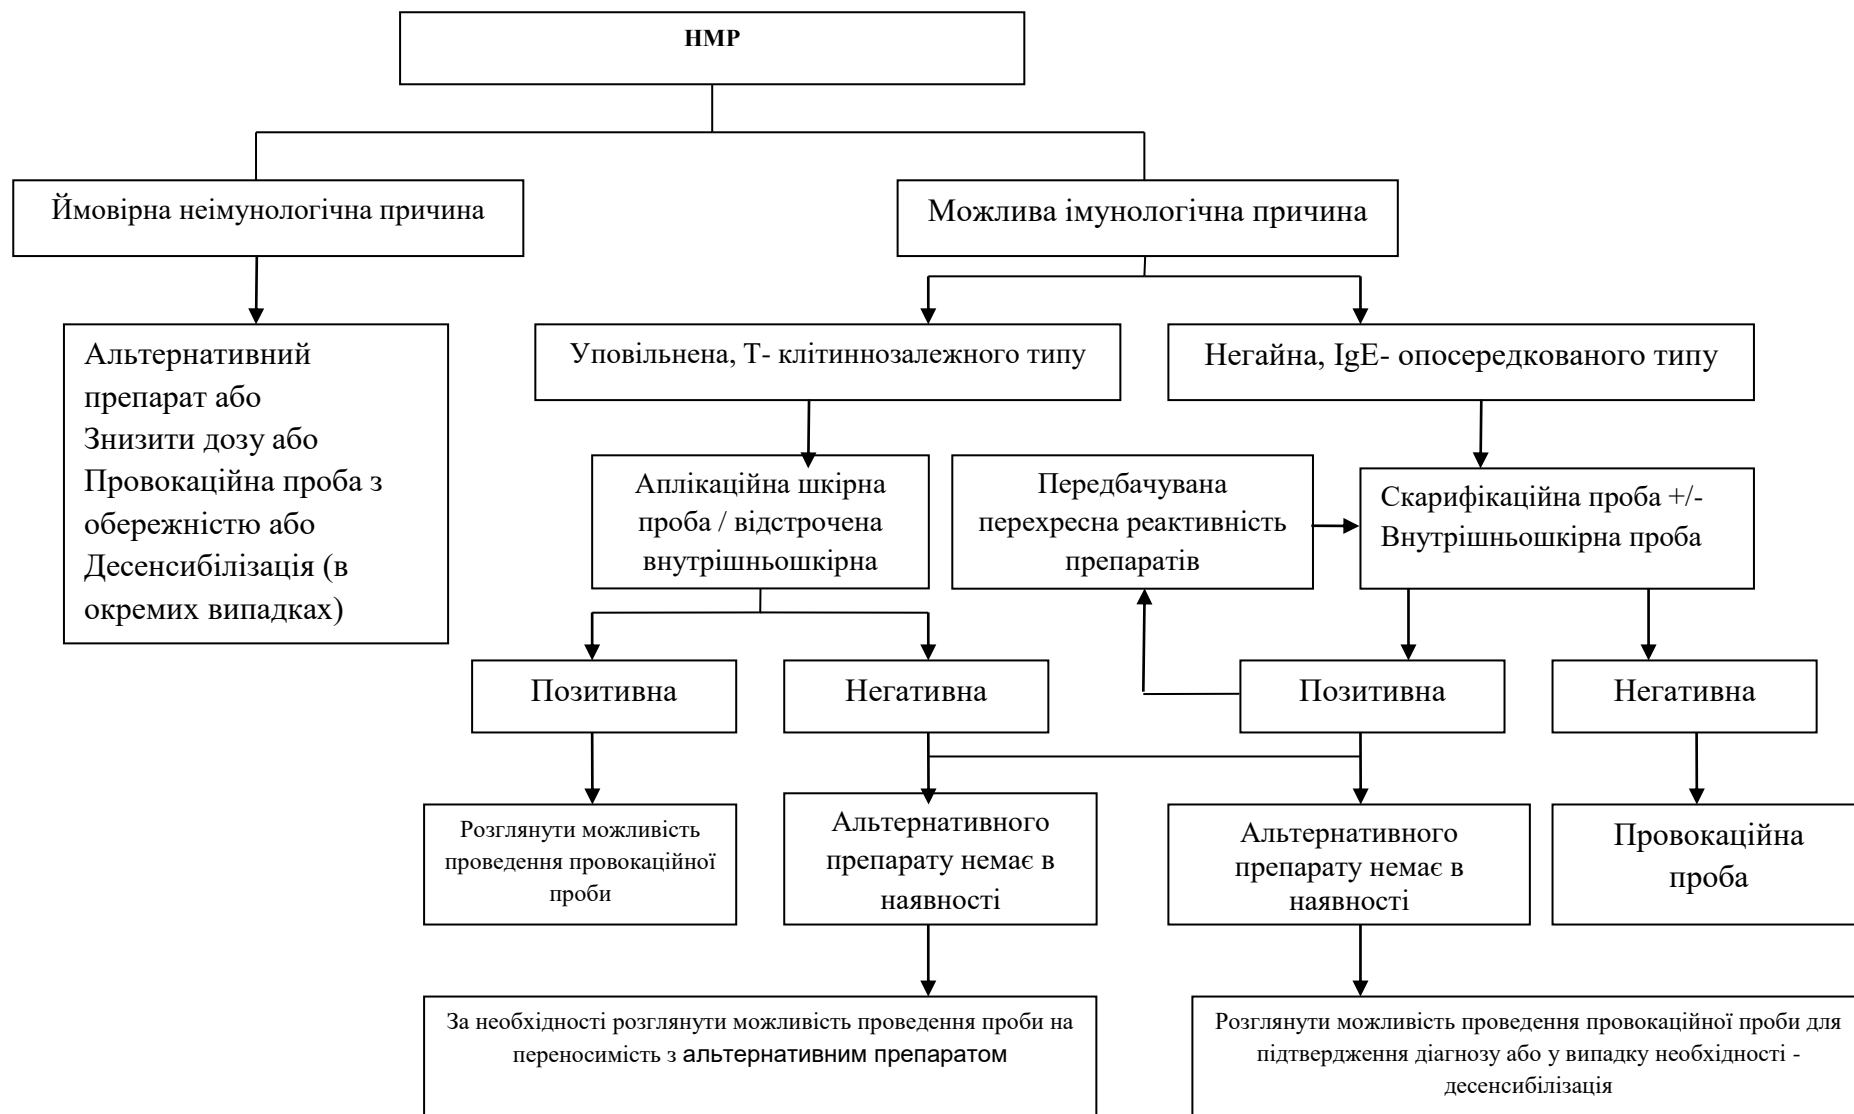 НМР
Ймовірна неімунологічна причина
Можлива імунологічна причина
Альтернативний
препарат або
Знизити дозу або
Провокаційна проба з
обережністю або
Десенсибілізація (в
окремих випадках)
Уповільнена, Т- клітиннозалежного типу
Негайна, IgE- опосередкованого типу
Аплікаційна шкірна
проба / відстрочена
внутрішньошкірна
Передбачувана
перехресна реактивність
препаратів
Скарифікаційна проба +/-
Внутрішньошкірна проба
Позитивна
Негативна
Позитивна
Негативна
Розглянути можливість
проведення провокаційної
проби
Альтернативного
препарату немає в
наявності
Альтернативного
препарату немає в
наявності
Провокаційна
проба
За необхідності розглянути можливість проведення проби на
переносимість з альтернативним препаратом
Розглянути можливість проведення провокаційної проби для
підтвердження діагнозу або у випадку необхідності -
десенсибілізація